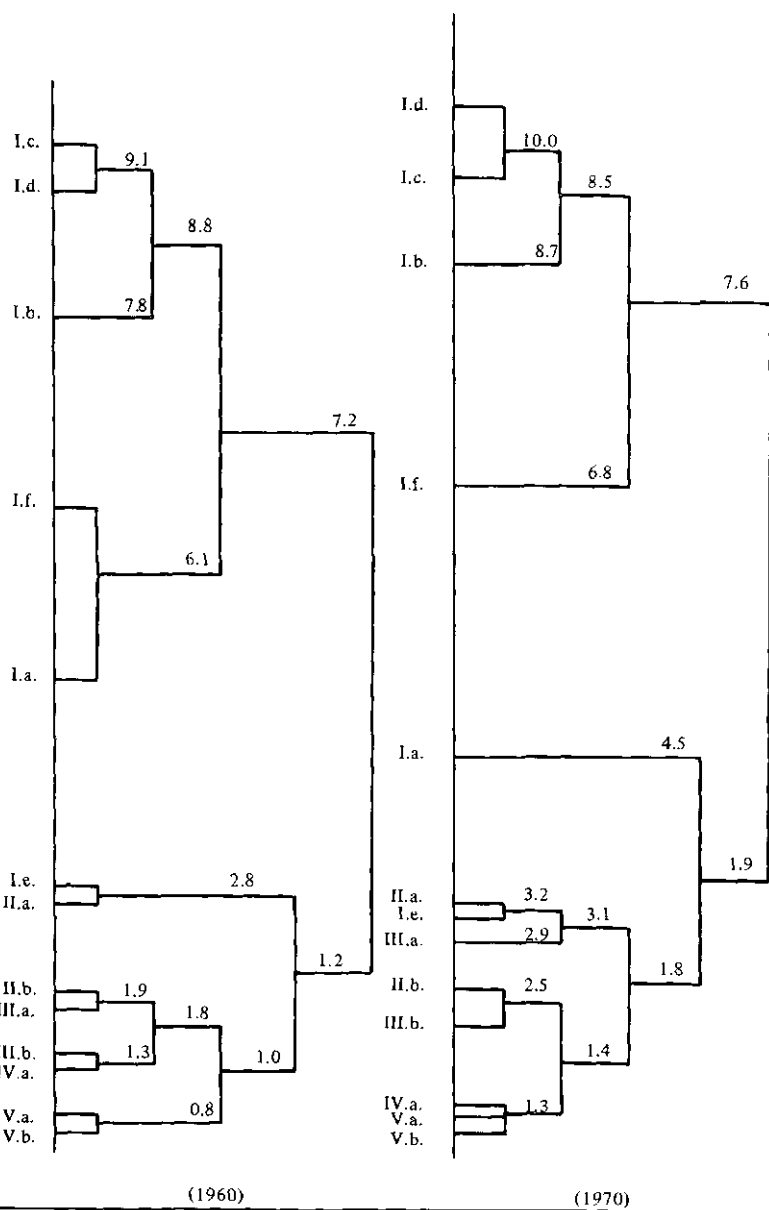 I.c.
9.1
I.d.
8.8
I.b.
7.8
7.2
I.f.
6.1
I.a.
I.e.
2.8
II.a.
1.2
II.b.
1.9
III.a.
1.8
III.b.
1.3
IV.a.
1.0
V.a.
0.8
V.b.
(1960)
I.d.
10.0
I.c.
8.5
I.b.
8.7
7.6
I.f.
6.8
I.a.
4.5
1.9
II.a.
3.2
I.e.
3.1
III.a.
2.9
1.8
II.b.
2.5
III.b.
1.4
IV.a.
1.3
V.a.
V.b.
(1970)